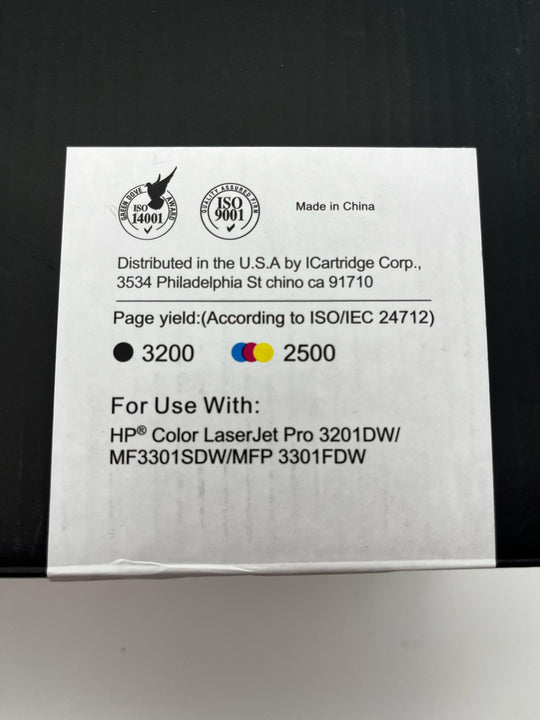 GREEN DOVE AWARD
ISO
14001
QUALITY ASSURED FIRM
ISO
9001
Made in China
Distributed in the U.S.A by ICartridge Corp.,
3534 Philadelphia St chino ca 91710
Page yield:(According to ISO/IEC 24712)
3200 2500
For Use With:
HP® Color LaserJet Pro 3201DW/
MF3301SDW/MFP 3301FDW